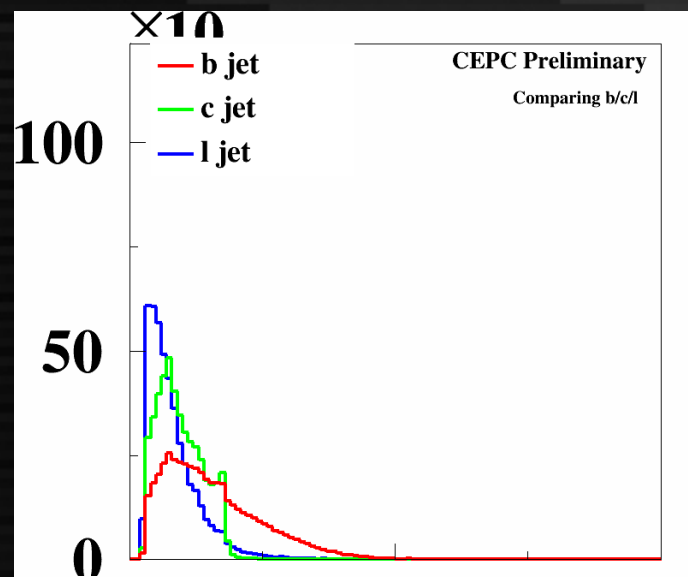 ×10
b jet
CEPC Preliminary
Comparing b/c/l
c jet
l jet
100
50
0